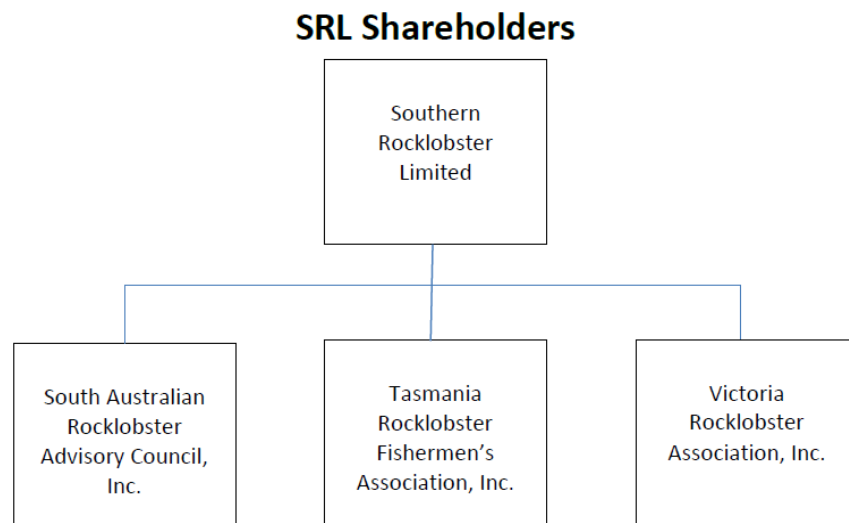 SRL Shareholders
Southern
Rocklobster
Limited
South Australian
Rocklobster
Advisory Council,
Inc.
Tasmania
Rocklobster
Fishermen’s
Association, Inc.
Victoria
Rocklobster
Association, Inc.